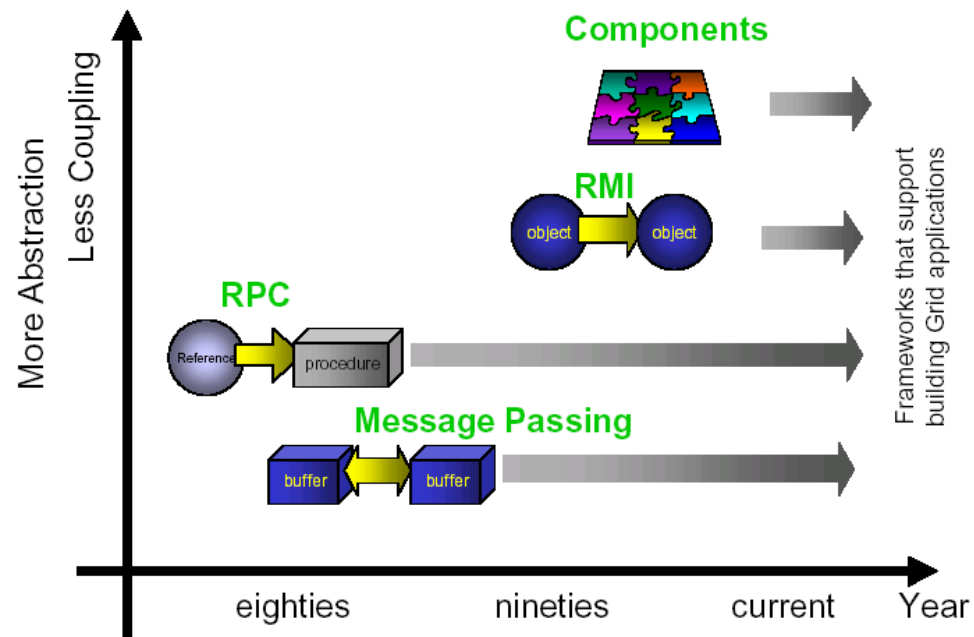 Components
More Abstraction
Less Coupling
RMI
object
object
RPC
Reference
procedure
Message Passing
buffer
buffer
Frameworks that support
building Grid applications
eighties
nineties
current
Year